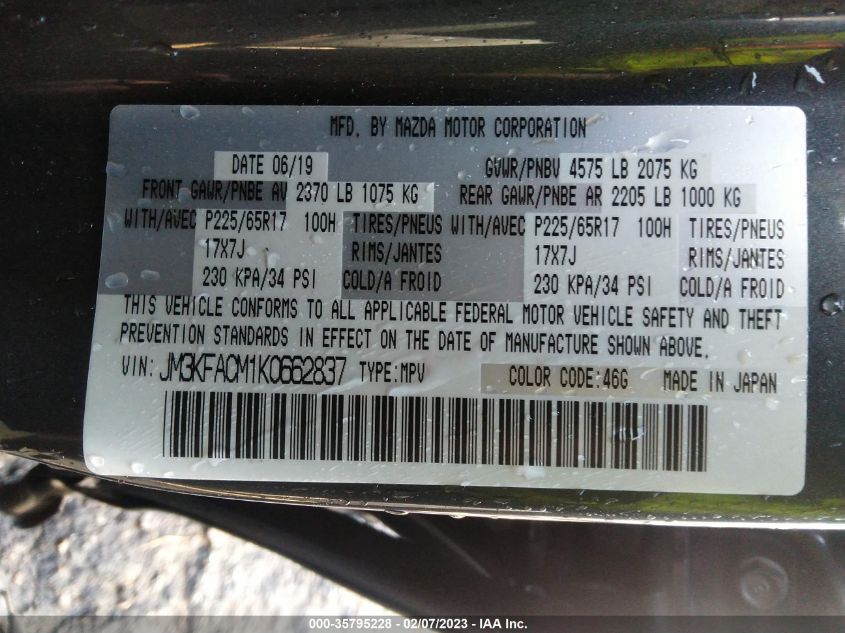 MFD. BY MAZDA MOTOR CORPORATION
DATE 06/19 GVWR/PNBV 4575 LB 2075 KG
FRONT GAWR/PNBE AV 2370 LB 1075 KG REAR GAWR/PNBE AR 2205 LB 1000 KG
WITH/AVEC P225/65R17 100H TIRES/PNEUS WITH/AVEC P225/65R17 100H TIRES/PNEUS
17X7J RIMS/JANTES 17X7J RIMS/JANTES
230 KPA/34 PSI COLD/A FROID 230 KPA/34 PSI COLD/A FROID
THIS VEHICLE CONFORMS TO ALL APPLICABLE FEDERAL MOTOR VEHICLE SAFETY AND THEFT
PREVENTION STANDARDS IN EFFECT ON THE DATE OF MANUFACTURE SHOWN ABOVE.
VIN: JM3KFACM1K0662837 TYPE:MPV COLOR CODE:46G MADE IN JAPAN
000-35795228 - 02/07/2023 - IAA Inc.